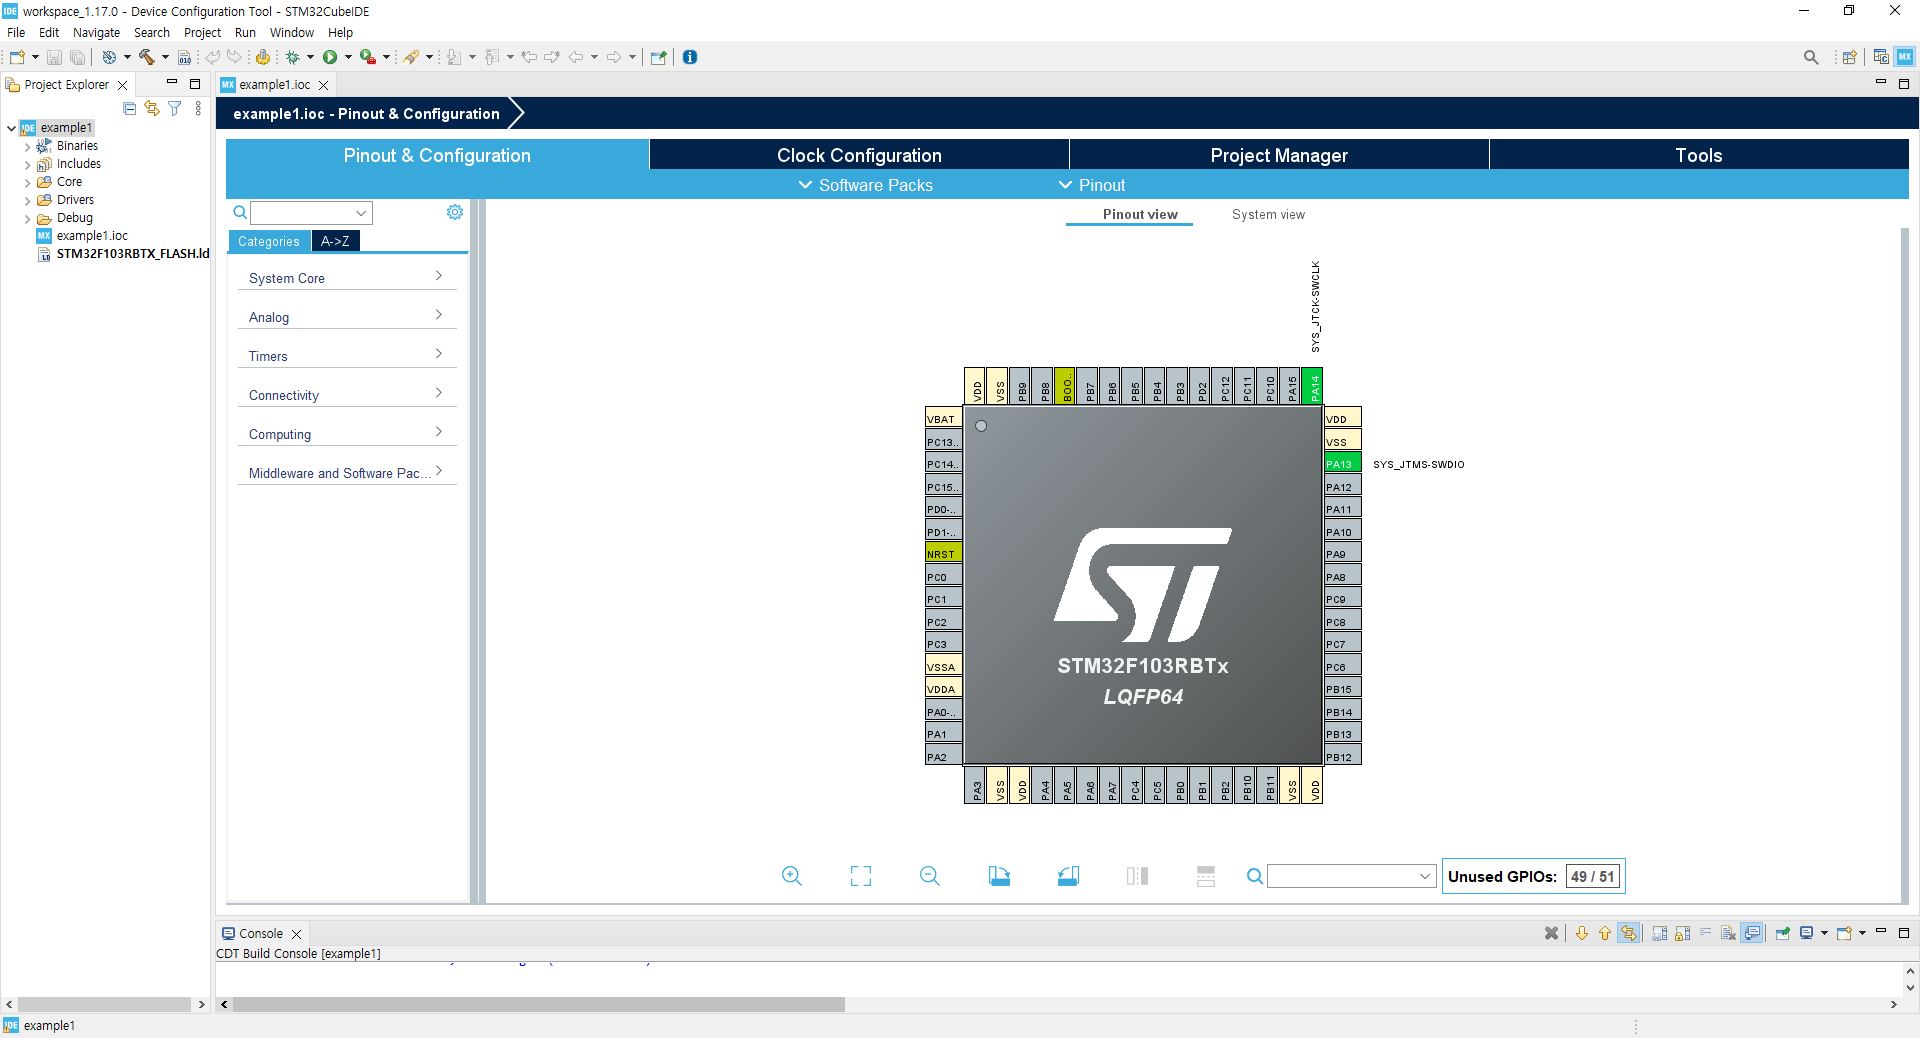 workspace_1.17.0 - Device Configuration Tool - STM32CubeIDE
File Edit Navigate Search Project Run Window Help
Project Explorer
example1.ioc
example1
Binaries
Includes
Core
Drivers
Debug
example1.ioc
STM32F103RBTX_FLASH.ld
example1.ioc - Pinout & Configuration
Pinout & Configuration Clock Configuration Project Manager Tools
Software Packs Pinout
Categories A->Z
System Core
Analog
Timers
Connectivity
Computing
Middleware and Software Pac...
Pinout view System view
SYS_JTCK-SWCLK
VDD VSS PB9 PB8 BOO.. PB7 PB6 PB5 PB4 PB3 PD2 PC12 PC11 PC10 PA15 PA14
VBAT
PC13..
PC14..
PC15..
PD0-..
PD1-..
NRST
PC0
PC1
PC2
PC3
VSSA
VDDA
PA0-..
PA1
PA2
ST
STM32F103RBTx
LQFP64
VDD
VSS
PA13 SYS_JTMS-SWDIO
PA12
PA11
PA10
PA9
PA8
PC9
PC8
PC7
PC6
PB15
PB14
PB13
PB12
PA3 VSS VDD PA4 PA5 PA6 PA7 PC4 PC5 PB0 PB1 PB2 PB10 PB11 VSS VDD
Unused GPIOs: 49 / 51
Console
CDT Build Console [example1]
example1